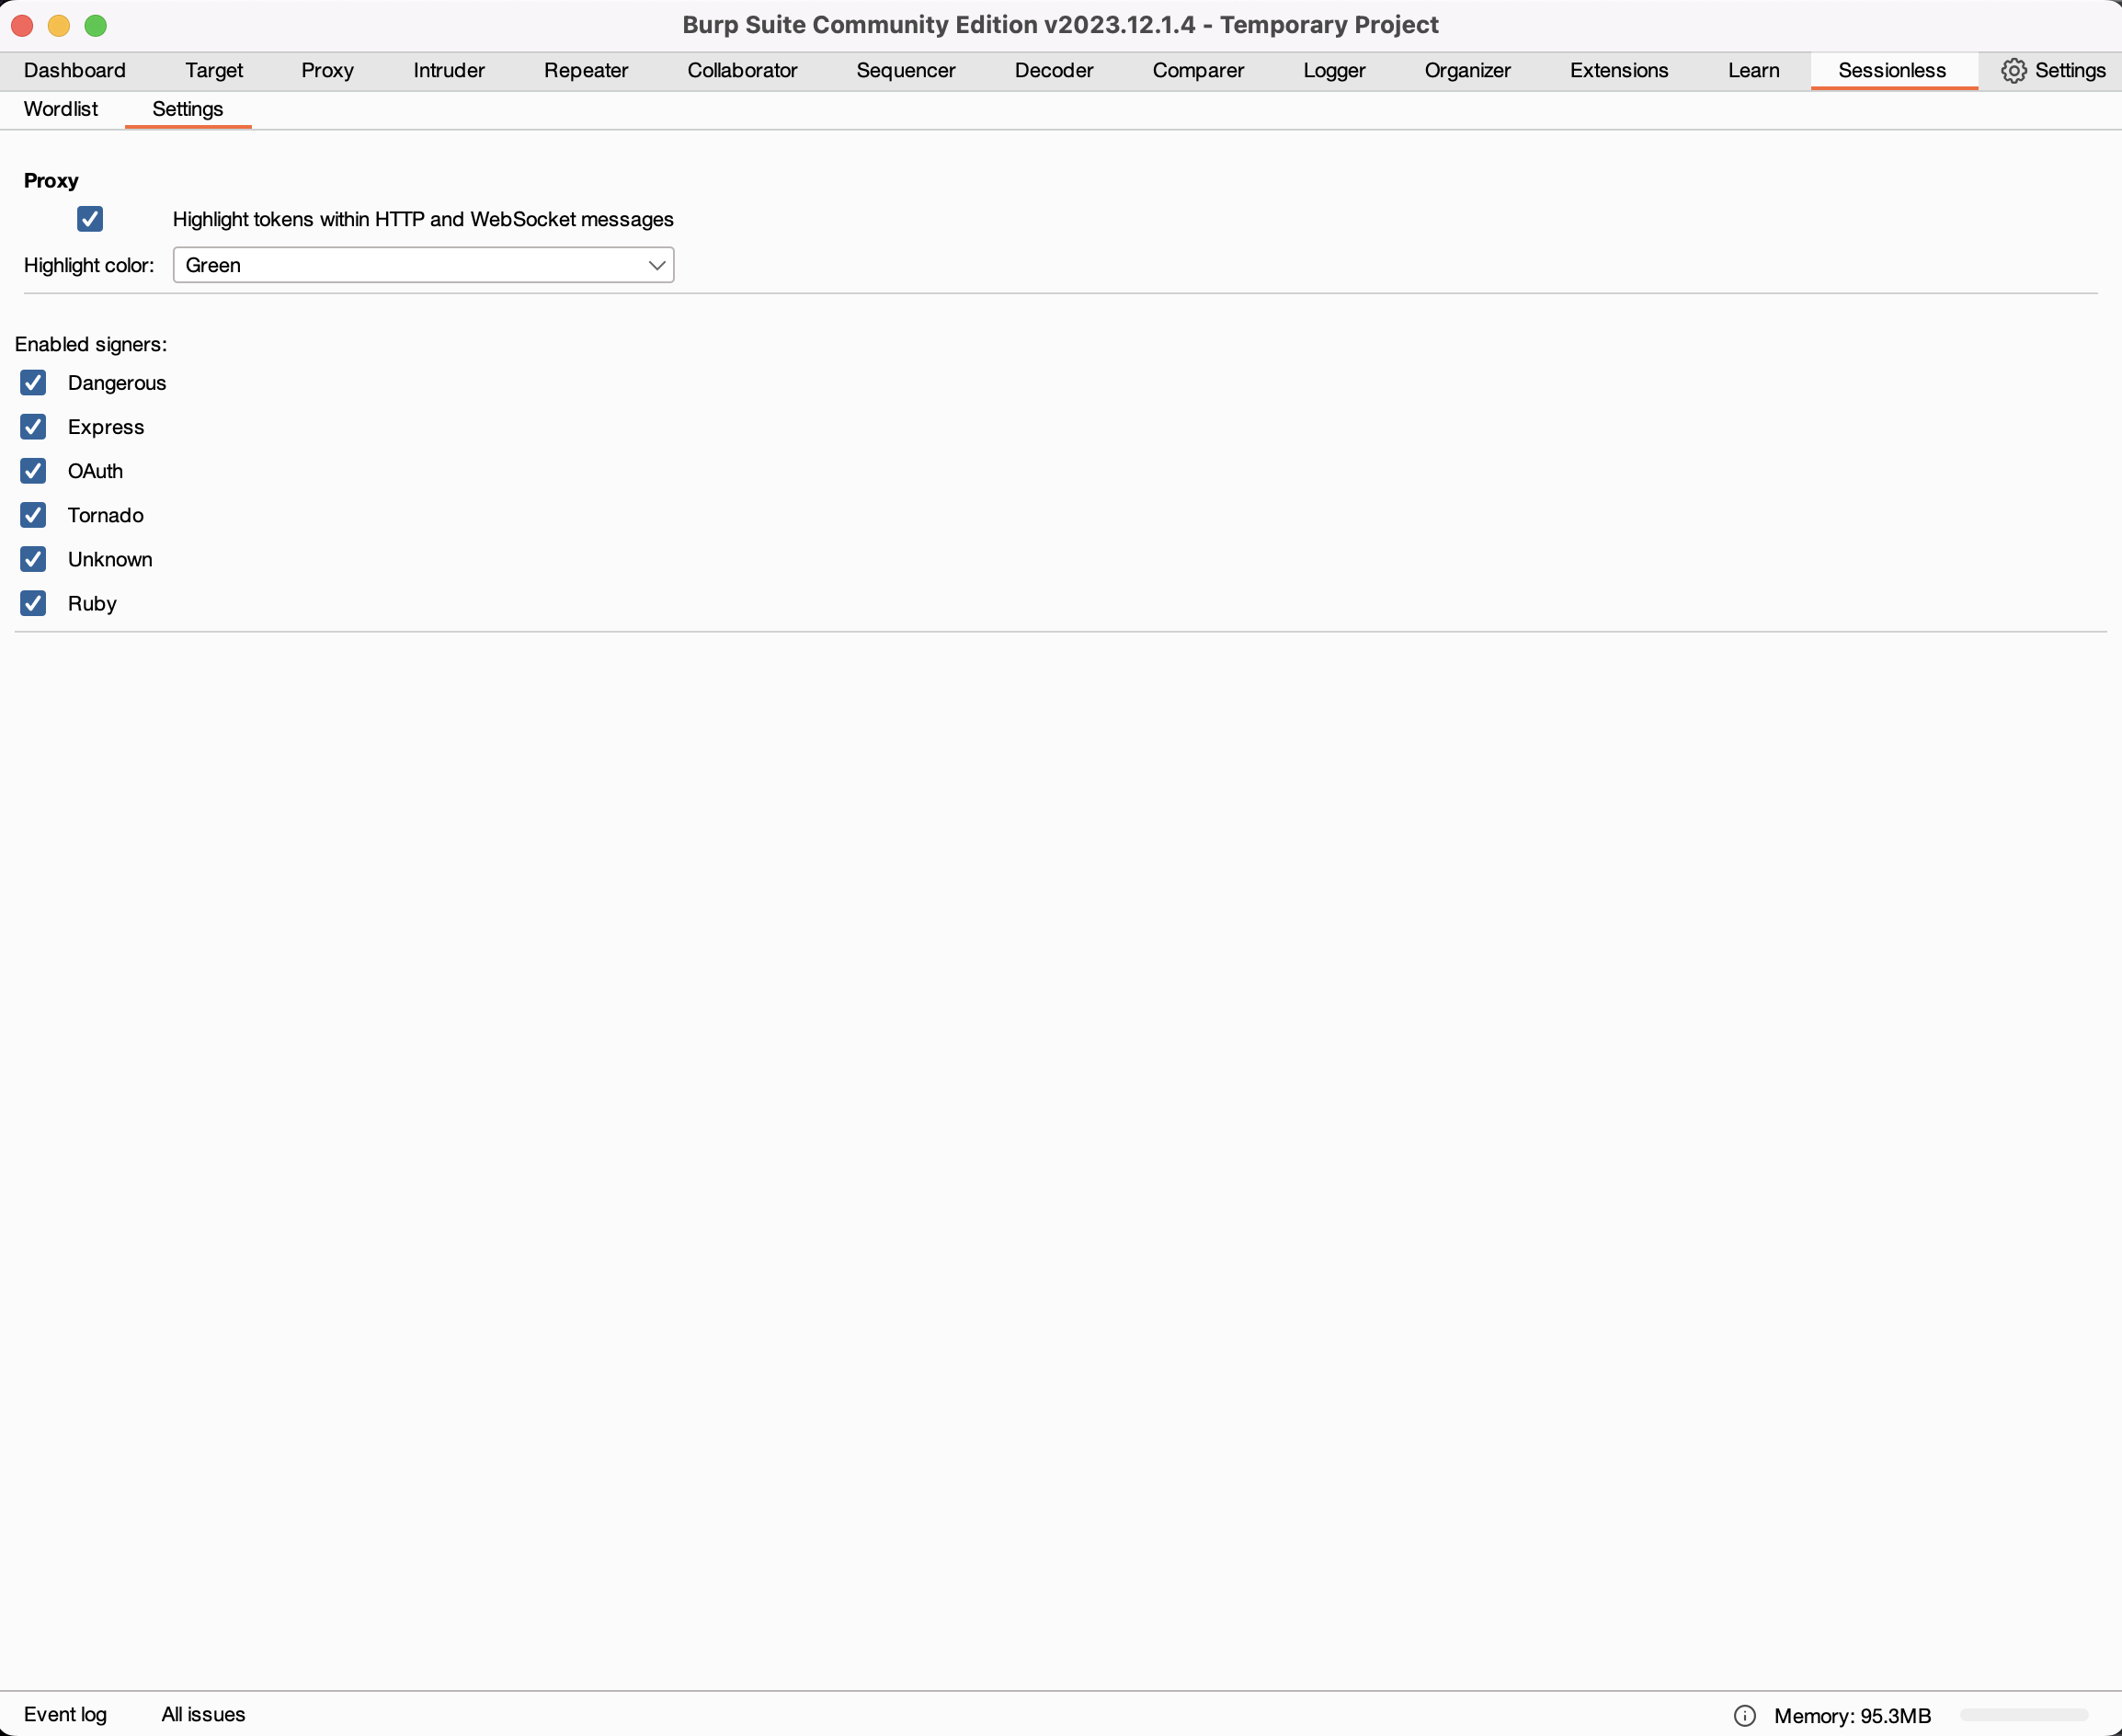 Burp Suite Community Edition v2023.12.1.4 - Temporary Project
Dashboard Target Proxy Intruder Repeater Collaborator Sequencer Decoder Comparer Logger Organizer Extensions Learn Sessionless Settings
Wordlist Settings
Proxy
Highlight tokens within HTTP and WebSocket messages
Highlight color: Green
Enabled signers:
Dangerous
Express
OAuth
Tornado
Unknown
Ruby
Event log All issues Memory: 95.3MB